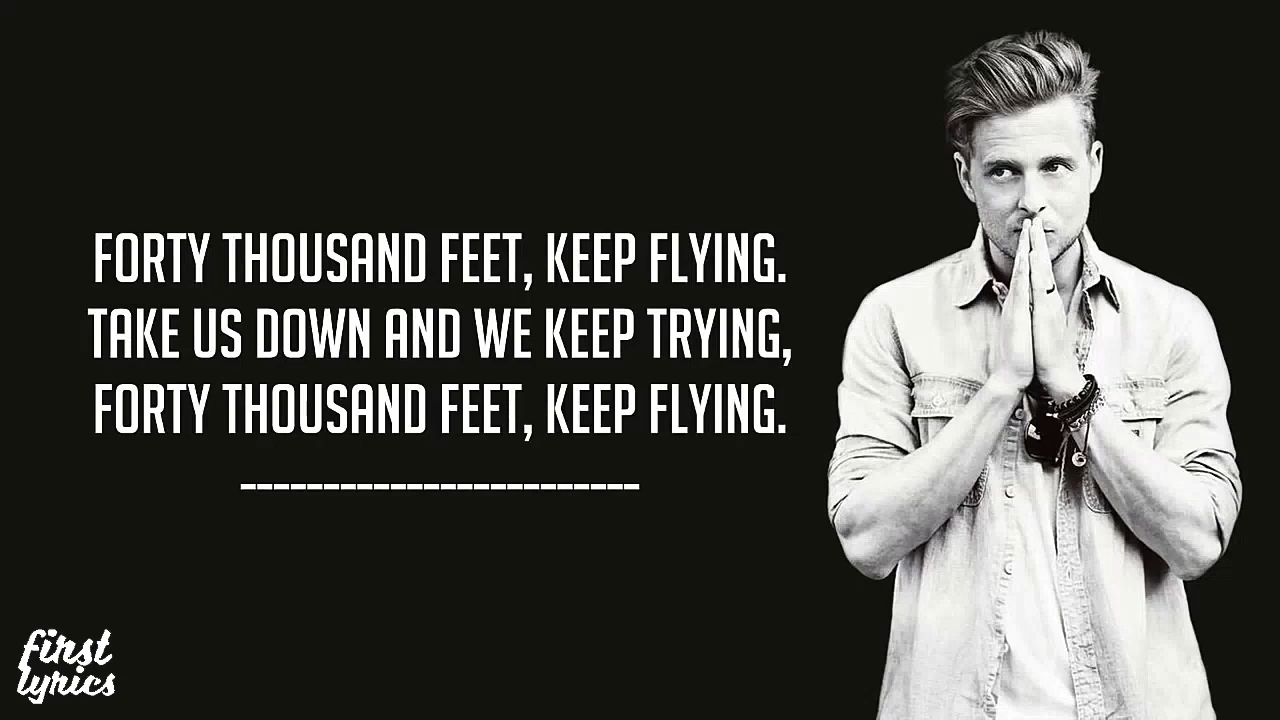 FORTY THOUSAND FEET, KEEP FLYING.
TAKE US DOWN AND WE KEEP TRYING,
FORTY THOUSAND FEET, KEEP FLYING.
------------------------
first
lyrics